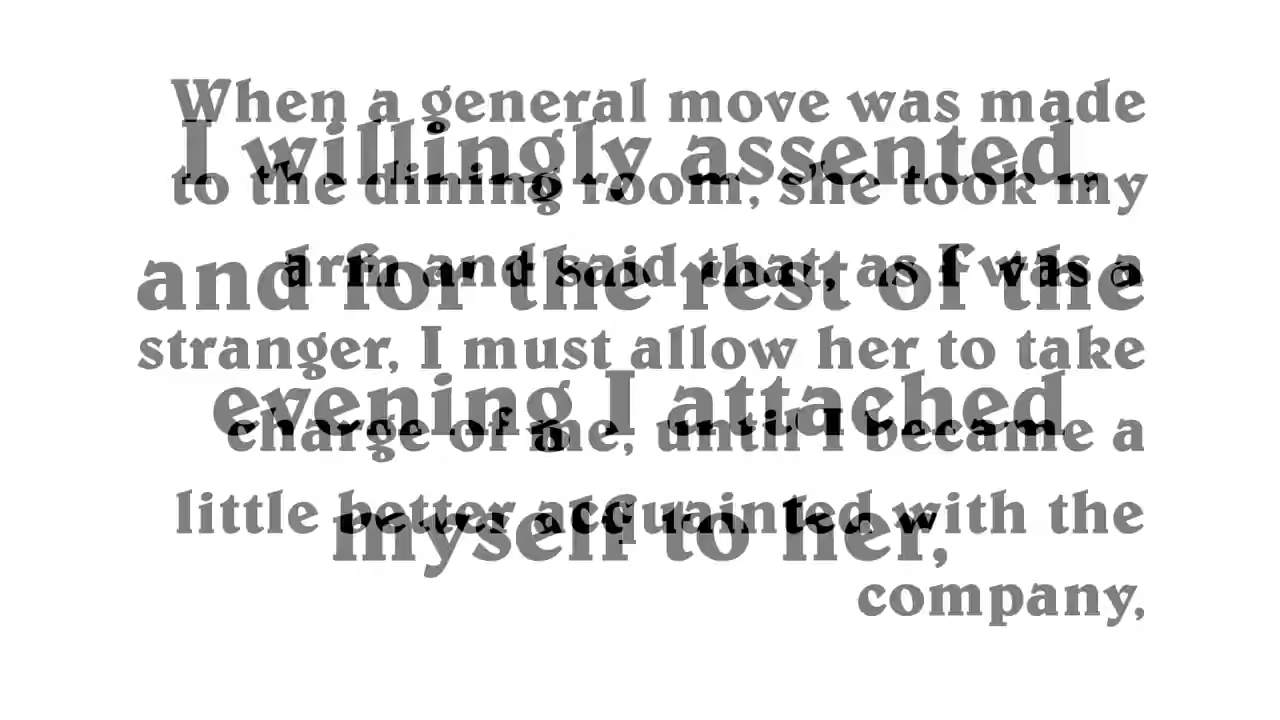 When a general move was made
to the dining room, she took my
arm and said that, as I was a
stranger, I must allow her to take
charge of me, until I became a
little better acquainted with the
company,
I willingly assented,
and for the rest of the
evening I attached
myself to her,